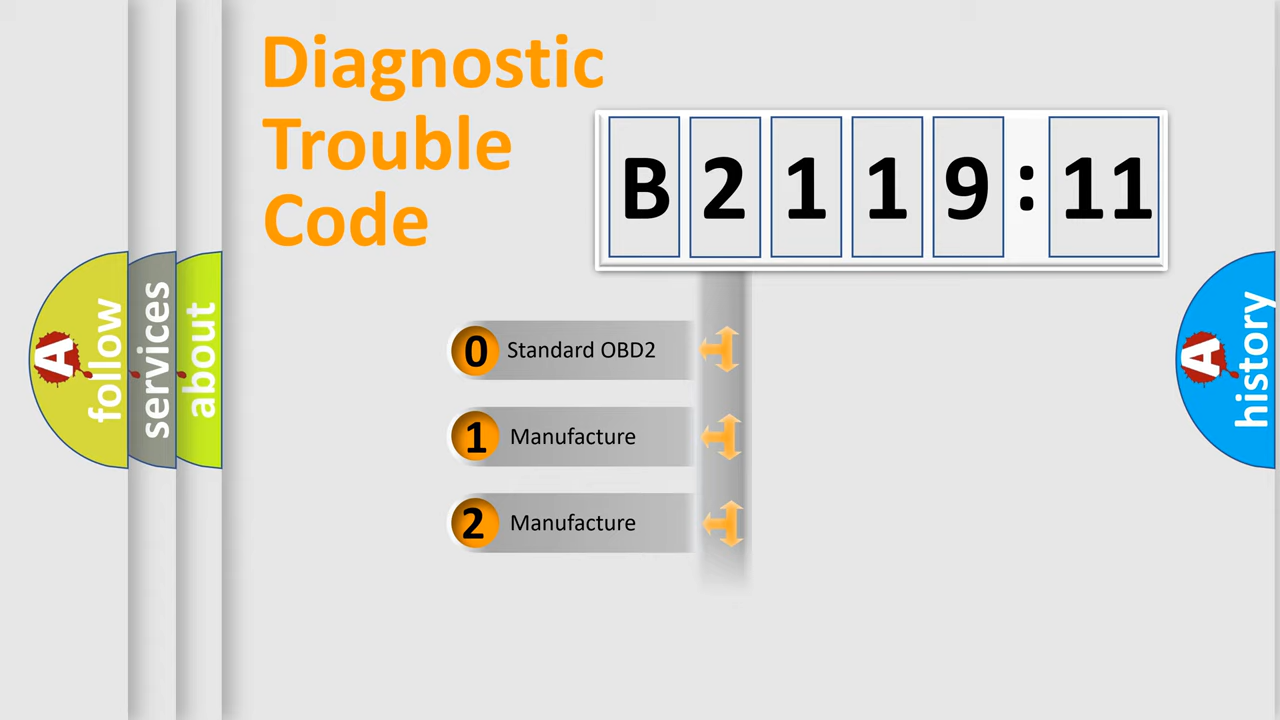 Diagnostic
Trouble
Code
B 2 1 1 9 : 11
0 Standard OBD2
1 Manufacture
2 Manufacture
A follow
services
about
A history